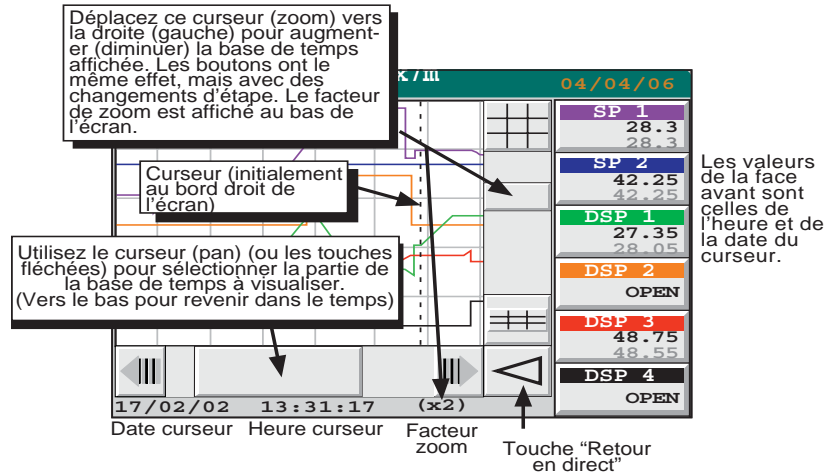 Déplacez ce curseur (zoom) vers
la droite (gauche) pour augment-
er (diminuer) la base de temps
affichée. Les boutons ont le
même effet, mais avec des
changements d'étape. Le facteur
de zoom est affiché au bas de
l'écran.
04/04/06
SP 1
28.3
28.3
SP 2
42.25
42.25
DSP 1
27.35
28.05
DSP 2
OPEN
DSP 3
48.75
48.55
DSP 4
OPEN
Les valeurs
de la face
avant sont
celles de
l'heure et de
la date du
curseur.
Curseur (initialement
au bord droit de
l'écran)
Utilisez le curseur (pan) (ou les touches
fléchées) pour sélectionner la partie de
la base de temps à visualiser.
(Vers le bas pour revenir dans le temps)
17/02/02 13:31:17 (x2)
Date curseur Heure curseur Facteur
zoom
Touche "Retour
en direct"